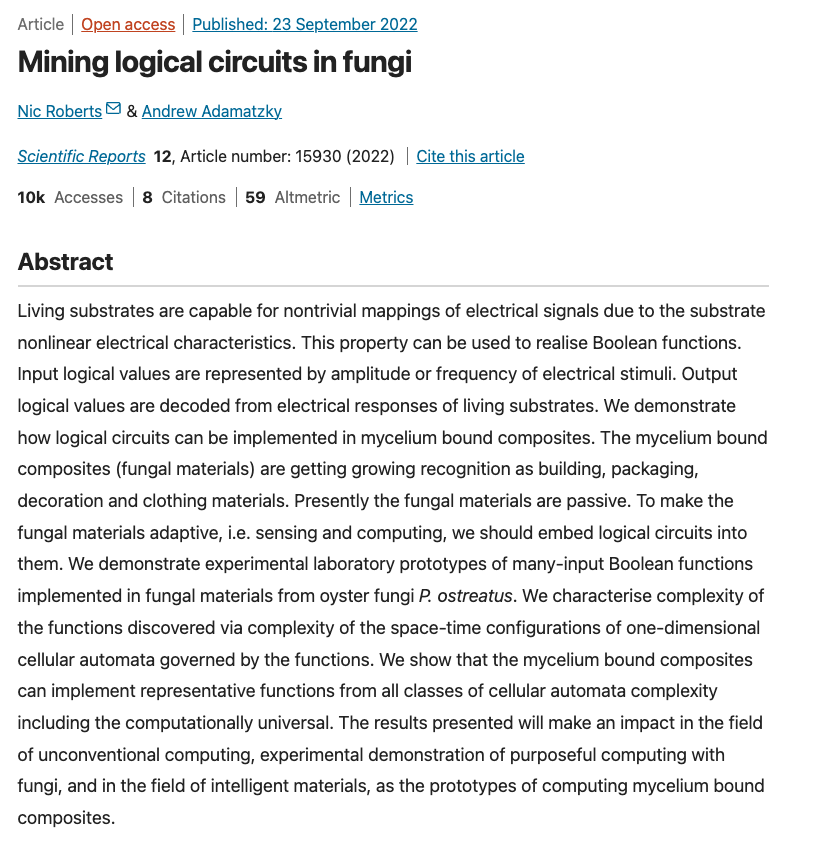 Article | Open access | Published: 23 September 2022
Mining logical circuits in fungi
Nic Roberts & Andrew Adamatzky
Scientific Reports 12, Article number: 15930 (2022) | Cite this article
10k Accesses | 8 Citations | 59 Altmetric | Metrics
Abstract
Living substrates are capable for nontrivial mappings of electrical signals due to the substrate
nonlinear electrical characteristics. This property can be used to realise Boolean functions.
Input logical values are represented by amplitude or frequency of electrical stimuli. Output
logical values are decoded from electrical responses of living substrates. We demonstrate
how logical circuits can be implemented in mycelium bound composites. The mycelium bound
composites (fungal materials) are getting growing recognition as building, packaging,
decoration and clothing materials. Presently the fungal materials are passive. To make the
fungal materials adaptive, i.e. sensing and computing, we should embed logical circuits into
them. We demonstrate experimental laboratory prototypes of many-input Boolean functions
implemented in fungal materials from oyster fungi P. ostreatus. We characterise complexity of
the functions discovered via complexity of the space-time configurations of one-dimensional
cellular automata governed by the functions. We show that the mycelium bound composites
can implement representative functions from all classes of cellular automata complexity
including the computationally universal. The results presented will make an impact in the field
of unconventional computing, experimental demonstration of purposeful computing with
fungi, and in the field of intelligent materials, as the prototypes of computing mycelium bound
composites.